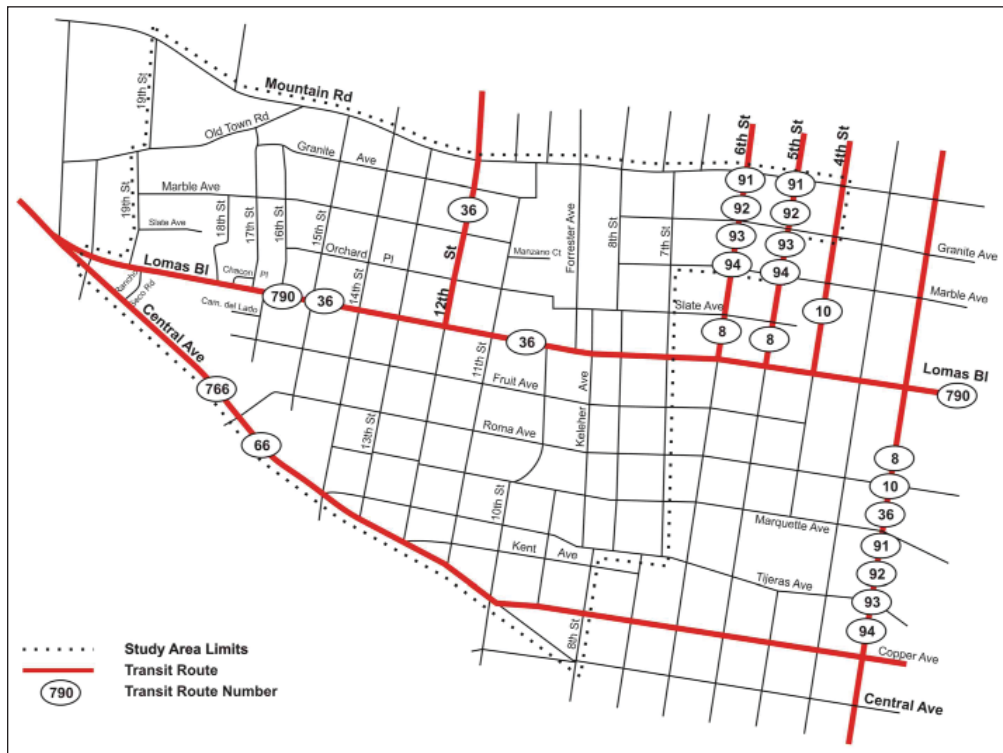 Mountain Rd
19th St
Old Town Rd
Granite Ave
6th St
5th St
4th St
91
91
36
92
92
19th St
Marble Ave
93
93
94
94
Slate Ave
18th St
17th St
16th St
15th St
Orchard Pl
14th St
12th St
Manzano Ct
Forrester Ave
8th St
7th St
Granite Ave
Marble Ave
Lomas Bl
Chacon Pl
Rancho
Seco Rd
Cam. del Lado
790
36
Slate Ave
10
8
8
36
Central Ave
11th St
Fruit Ave
Keleher Ave
Lomas Bl
790
766
Roma Ave
13th St
66
8
10
36
10th St
Marquette Ave
91
Kent Ave
92
Tijeras Ave
93
94
8th St
Copper Ave
Central Ave
Study Area Limits
Transit Route
790
Transit Route Number